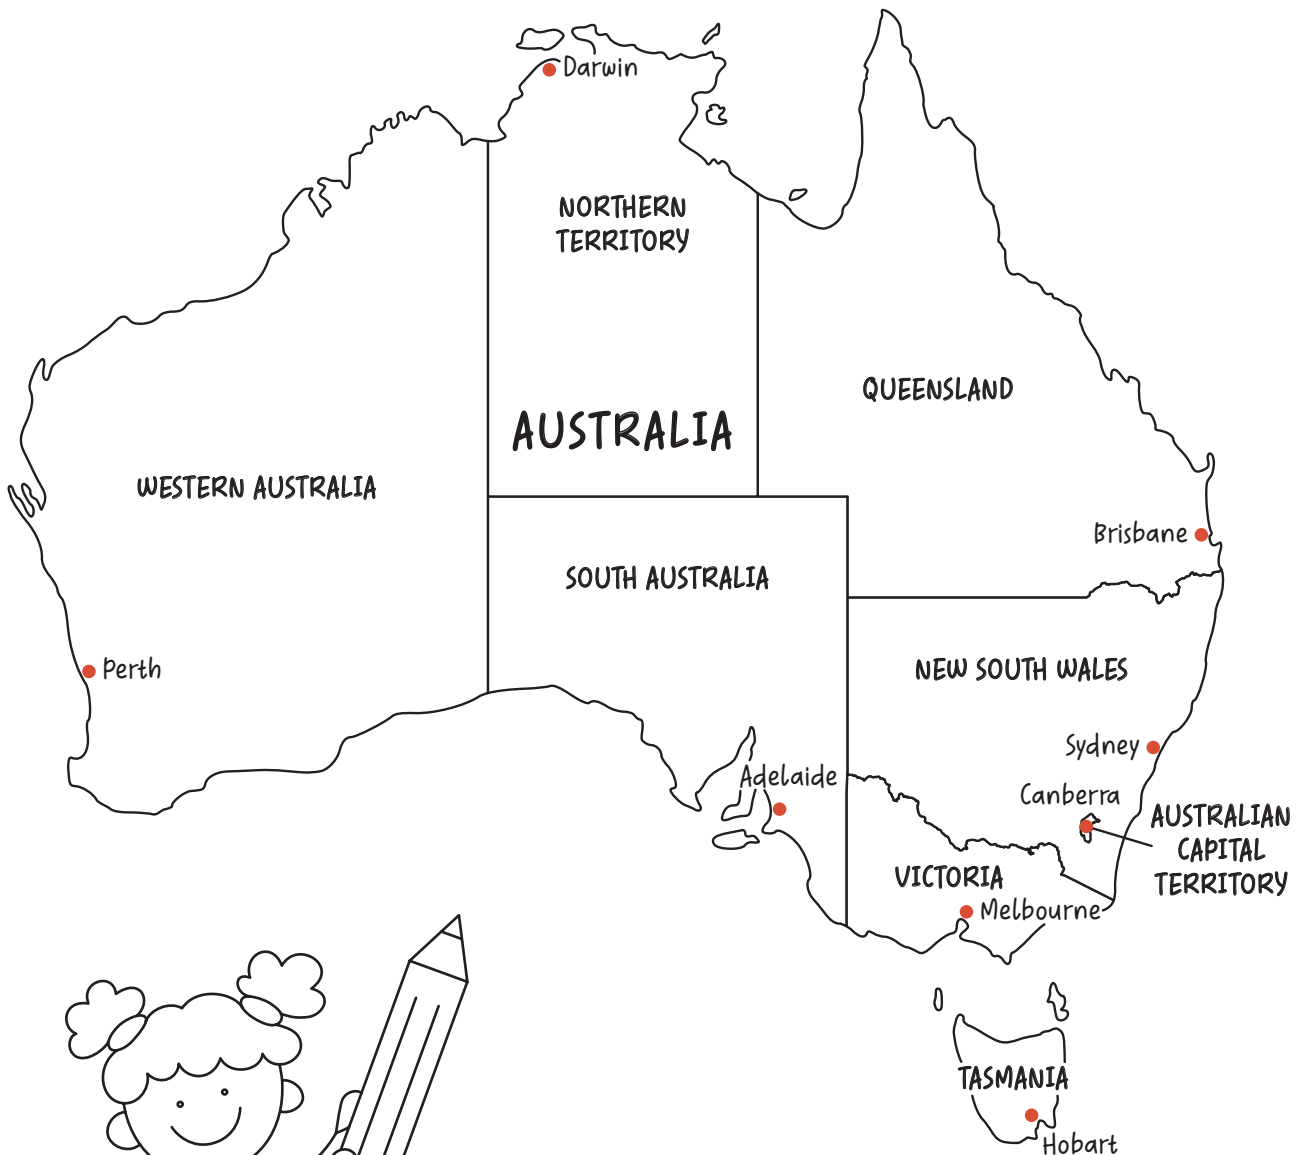 Darwin
NORTHERN
TERRITORY
QUEENSLAND
AUSTRALIA
WESTERN AUSTRALIA
Brisbane
SOUTH AUSTRALIA
Perth
NEW SOUTH WALES
Sydney
Adelaide
Canberra
AUSTRALIAN
CAPITAL
TERRITORY
VICTORIA
Melbourne
TASMANIA
Hobart